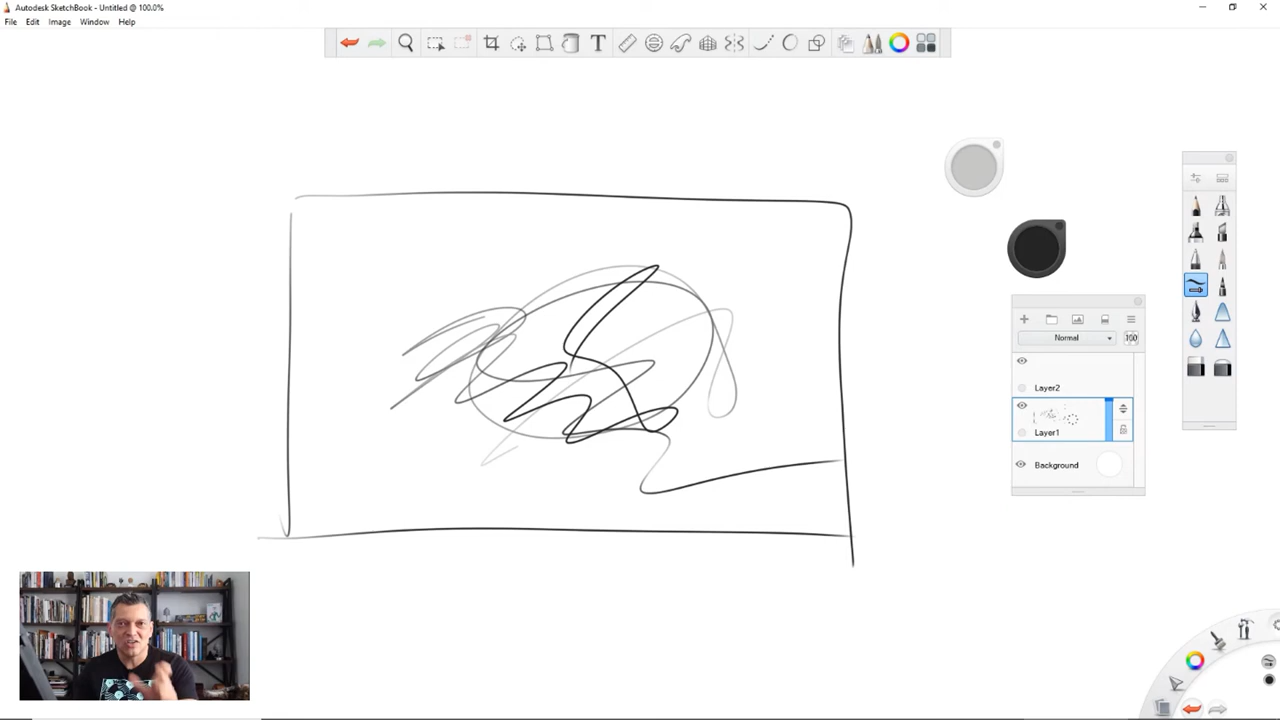 Autodesk SketchBook - Untitled @ 100.0%
File Edit Image Window Help
T
Normal 100
Layer2
Layer1
Background